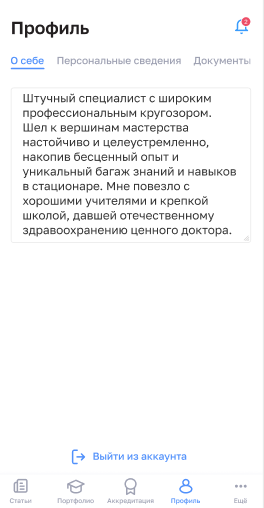 Профиль
2
О себе Персональные сведения Документы
Штучный специалист с широким
профессиональным кругозором.
Шел к вершинам мастерства
настойчиво и целеустремленно,
накопив бесценный опыт и
уникальный багаж знаний и навыков
в стационаре. Мне повезло с
хорошими учителями и крепкой
школой, давшей отечественному
здравоохранению ценного доктора.
Выйти из аккаунта
Статьи Портфолио Аккредитация Профиль Ещё